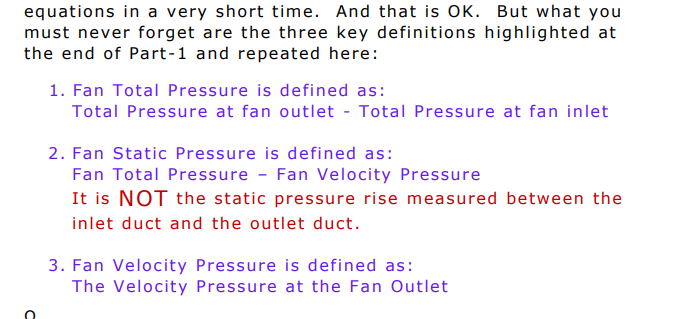 equations in a very short time.  And that is OK.  But what you
must never forget are the three key definitions highlighted at
the end of Part-1 and repeated here:
1. Fan Total Pressure is defined as:
Total Pressure at fan outlet - Total Pressure at fan inlet
2. Fan Static Pressure is defined as:
Fan Total Pressure – Fan Velocity Pressure
It is NOT the static pressure rise measured between the
inlet duct and the outlet duct.
3. Fan Velocity Pressure is defined as:
The Velocity Pressure at the Fan Outlet